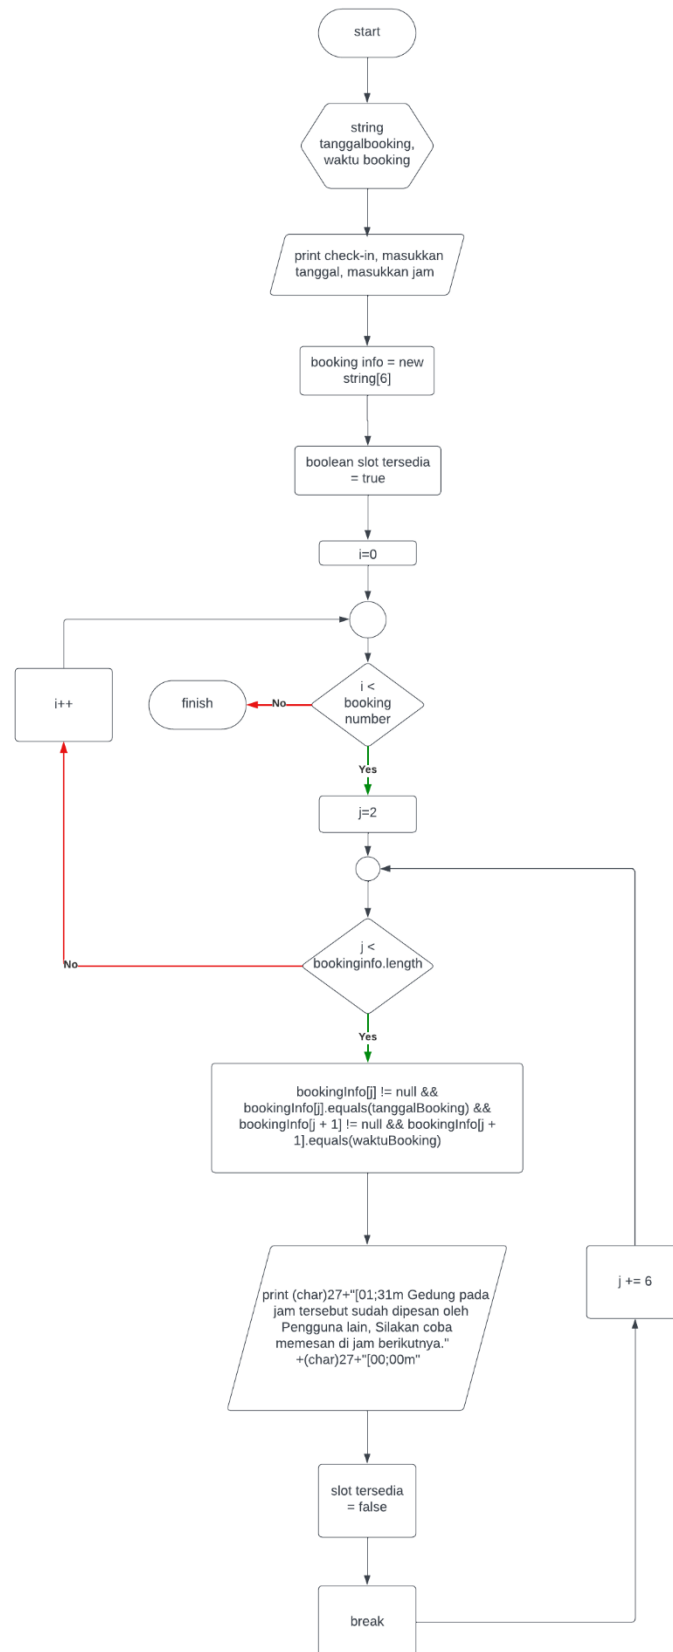 start
string
tanggalbooking,
waktu booking
print check-in, masukkan
tanggal, masukkan jam
booking info = new
string[6]
boolean slot tersedia
= true
i=0
i++
finish
No
i <
booking
number
Yes
j=2
j <
bookinginfo.length
No
Yes
bookingInfo[j] != null &&
bookingInfo[j].equals(tanggalBooking) &&
bookingInfo[j + 1] != null && bookingInfo[j +
1].equals(waktuBooking)
print (char)27+"[01;31m Gedung pada
jam tersebut sudah dipesan oleh
Pengguna lain, Silakan coba
memesan di jam berikutnya."
+(char)27+"[00;00m"
j += 6
slot tersedia
= false
break